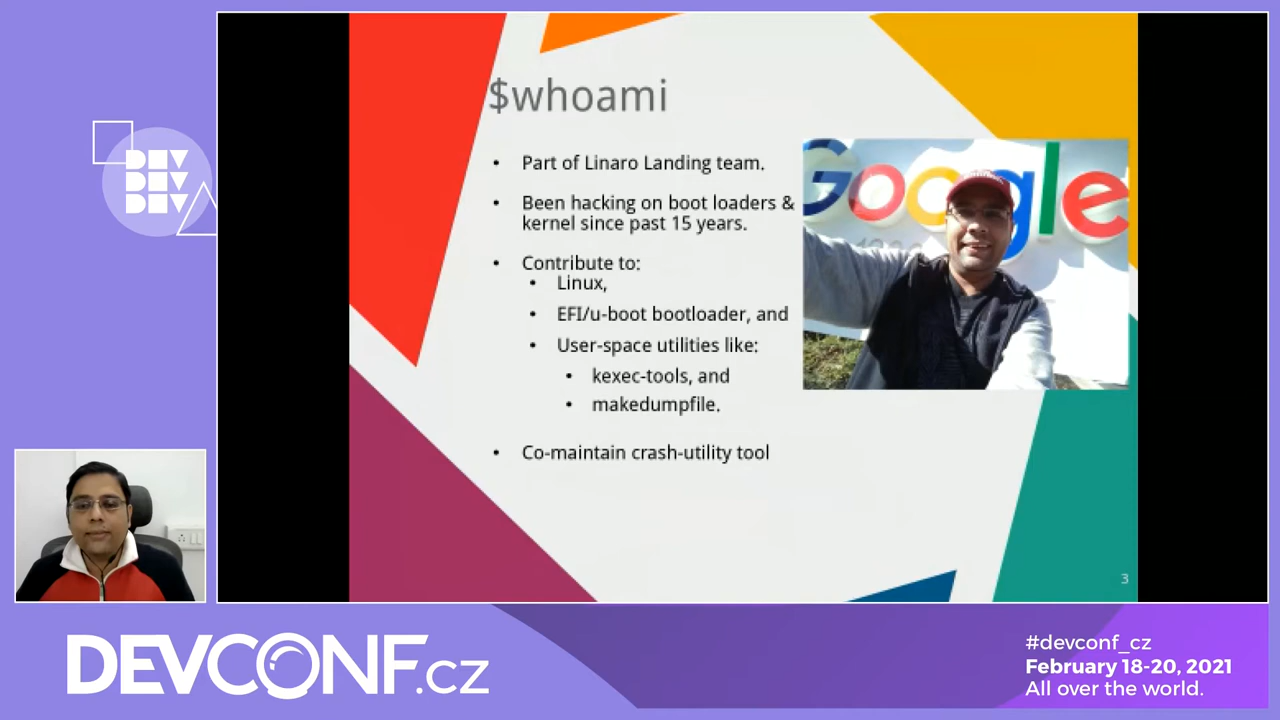 DEV
DEV
DEV
$whoami
• Part of Linaro Landing team.
• Been hacking on boot loaders &
kernel since past 15 years.
• Contribute to:
• Linux,
• EFI/u-boot bootloader, and
• User-space utilities like:
• kexec-tools, and
• makedumpfile.
• Co-maintain crash-utility tool
Google
3
DEVCONF.cz
#devconf_cz
February 18-20, 2021
All over the world.